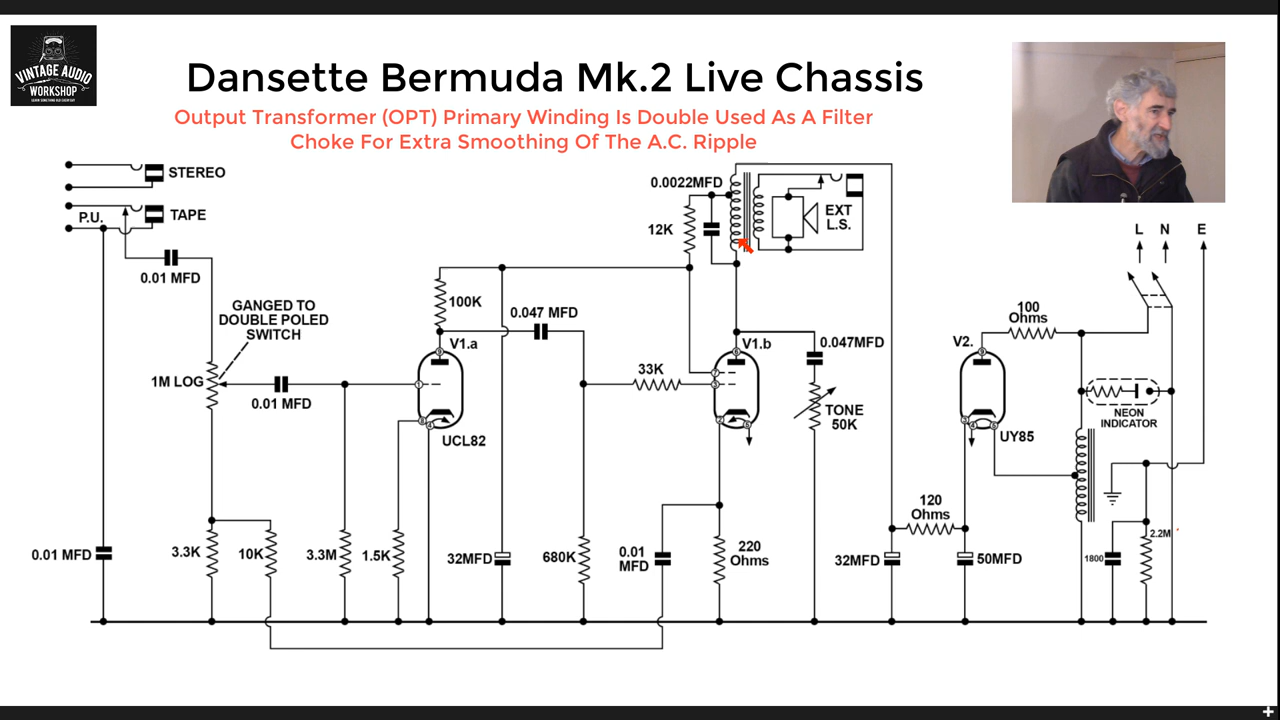 VINTAGE AUDIO
WORKSHOP
Dansette Bermuda Mk.2 Live Chassis
Output Transformer (OPT) Primary Winding Is Double Used As A Filter
Choke For Extra Smoothing Of The A.C. Ripple
STEREO
P.U.
TAPE
0.01 MFD
GANGED TO
DOUBLE POLED
SWITCH
1M LOG
0.01 MFD
0.01 MFD
3.3K
10K
3.3M
1.5K
100K
V1.a
UCL82
0.047 MFD
32MFD
680K
33K
0.0022MFD
12K
EXT
L.S.
V1.b
0.047MFD
TONE
50K
0.01
MFD
220
Ohms
32MFD
120
Ohms
50MFD
V2.
UY85
100
Ohms
L N E
NEON
INDICATOR
1800
2.2M